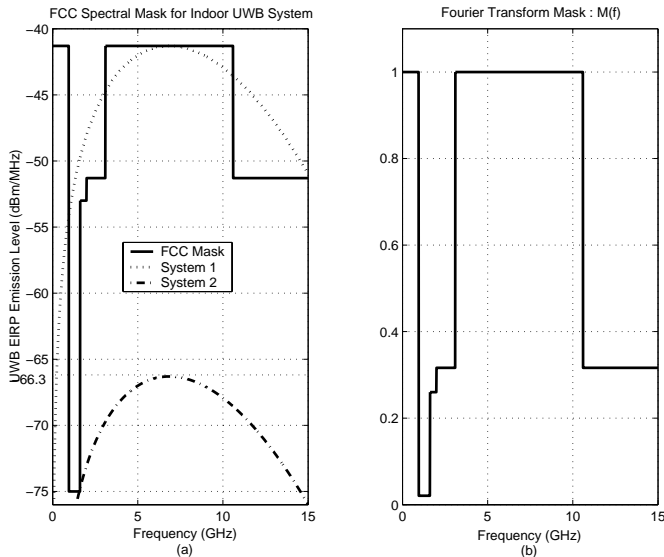 FCC Spectral Mask for Indoor UWB System
−40
−45
−50
−55
−60
−65
−66.3
−70
−75
UWB EIRP Emission Level (dBm/MHz)
FCC Mask
System 1
System 2
0
5
10
15
Frequency (GHz)
(a)
Fourier Transform Mask : M(f)
1
0.8
0.6
0.4
0.2
0
0
5
10
15
Frequency (GHz)
(b)